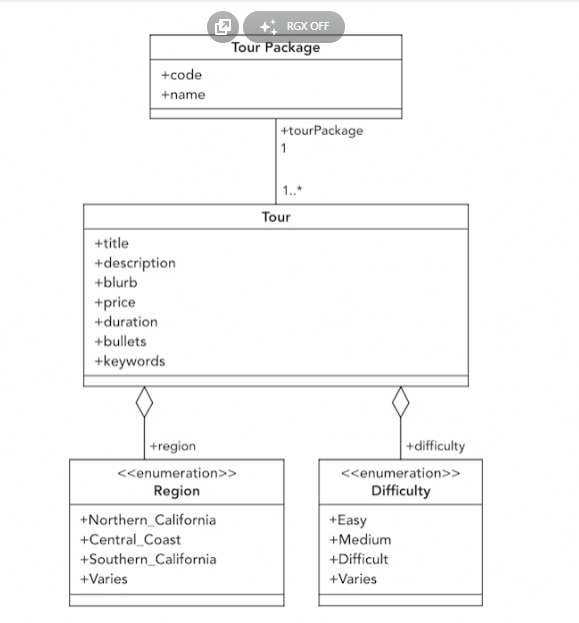 RGX OFF
Tour Package
+code
+name
+tourPackage
1
1..*
Tour
+title
+description
+blurb
+price
+duration
+bullets
+keywords
+region
+difficulty
<<enumeration>>
Region
+Northern_California
+Central_Coast
+Southern_California
+Varies
<<enumeration>>
Difficulty
+Easy
+Medium
+Difficult
+Varies